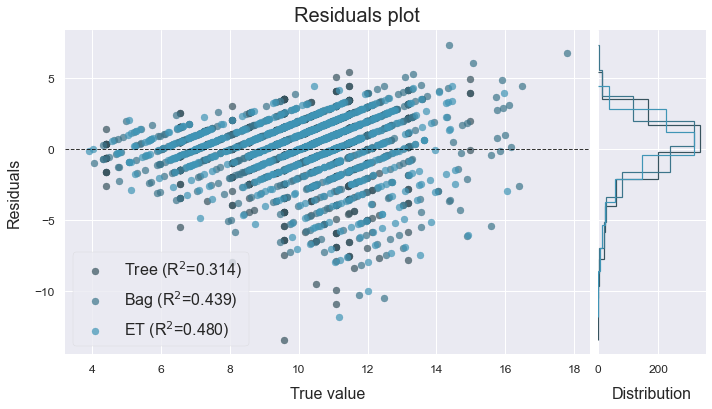 Residuals plot
Residuals
5
0
−5
−10
Tree (R²=0.314)
Bag (R²=0.439)
ET (R²=0.480)
4 6 8 10 12 14 16 18
0 200
True value
Distribution